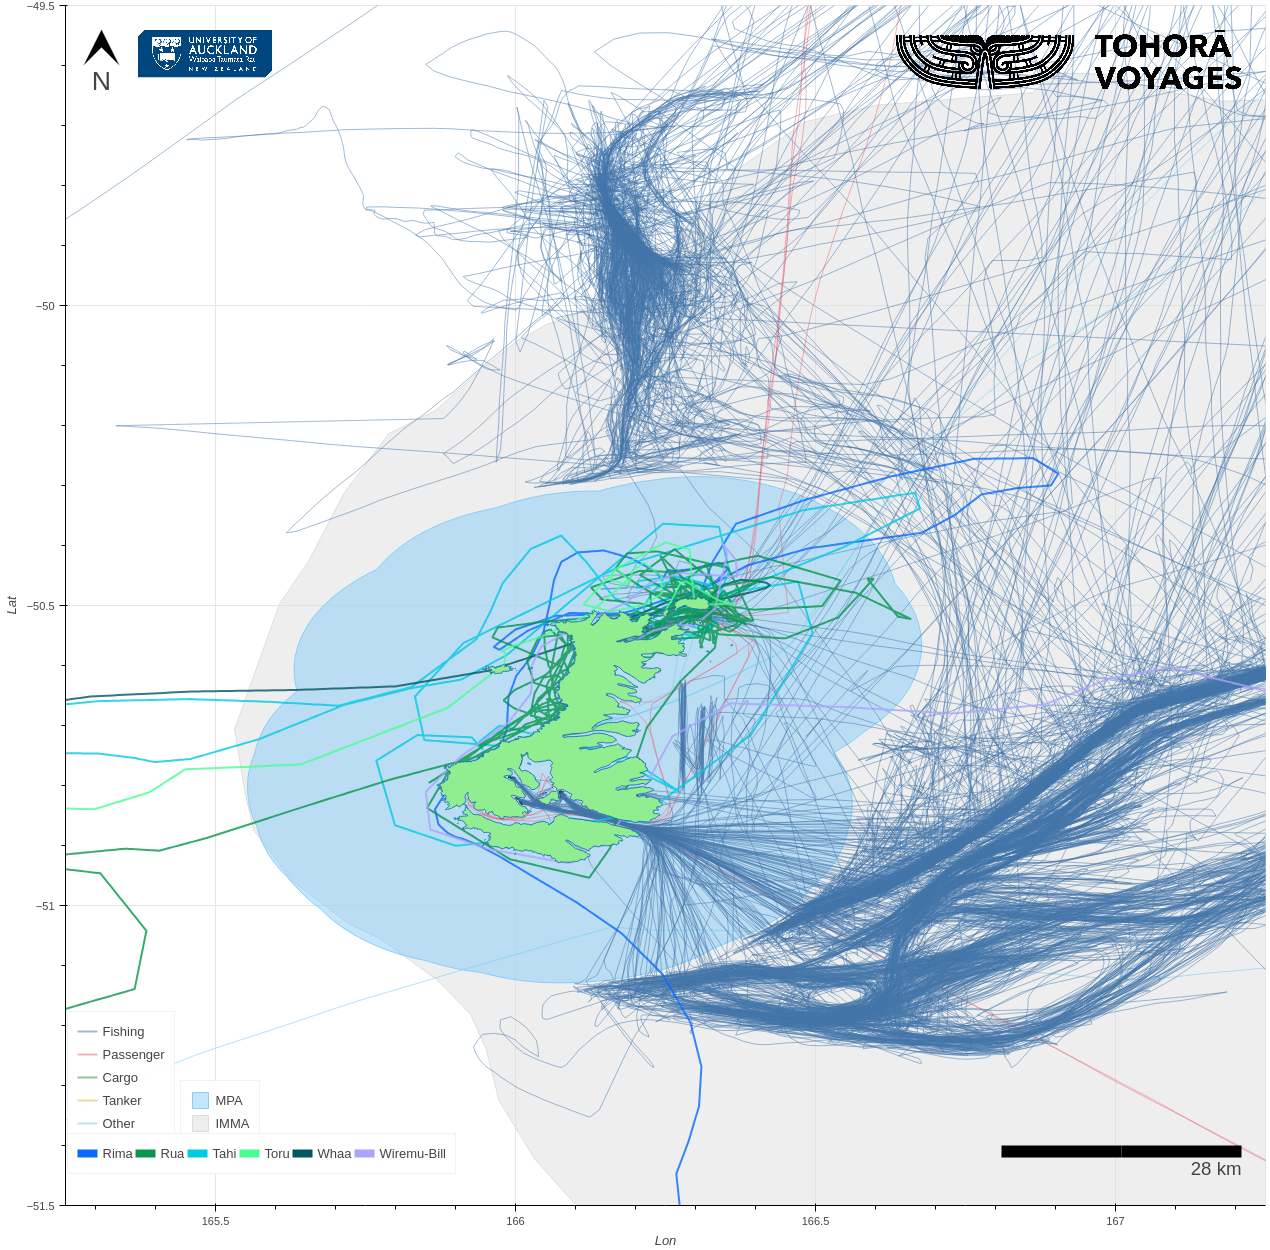 −49.5
−50
−50.5
−51
−51.5
Lat
N
UNIVERSITY OF
AUCKLAND
Waipapa Taumata Rau
NEW ZEALAND
TOHORĀ
VOYAGES
Fishing
Passenger
Cargo
Tanker
Other
MPA
IMMA
Rima Rua Tahi Toru Whaa Wiremu-Bill
28 km
165.5 166 166.5 167
Lon